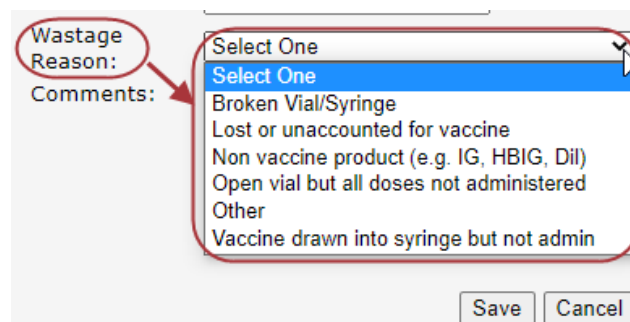 Wastage
Reason:
Select One
Select One
Comments:
Broken Vial/Syringe
Lost or unaccounted for vaccine
Non vaccine product (e.g. IG, HBIG, Dil)
Open vial but all doses not administered
Other
Vaccine drawn into syringe but not admin
Save Cancel